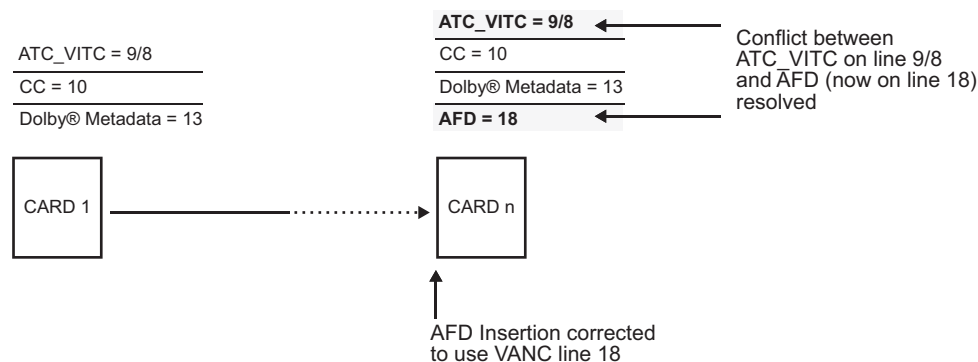 ATC_VITC = 9/8
CC = 10
Dolby® Metadata = 13
CARD 1
ATC_VITC = 9/8
CC = 10
Dolby® Metadata = 13
AFD = 18
CARD n
Conflict between
ATC_VITC on line 9/8
and AFD (now on line 18)
resolved
AFD Insertion corrected
to use VANC line 18